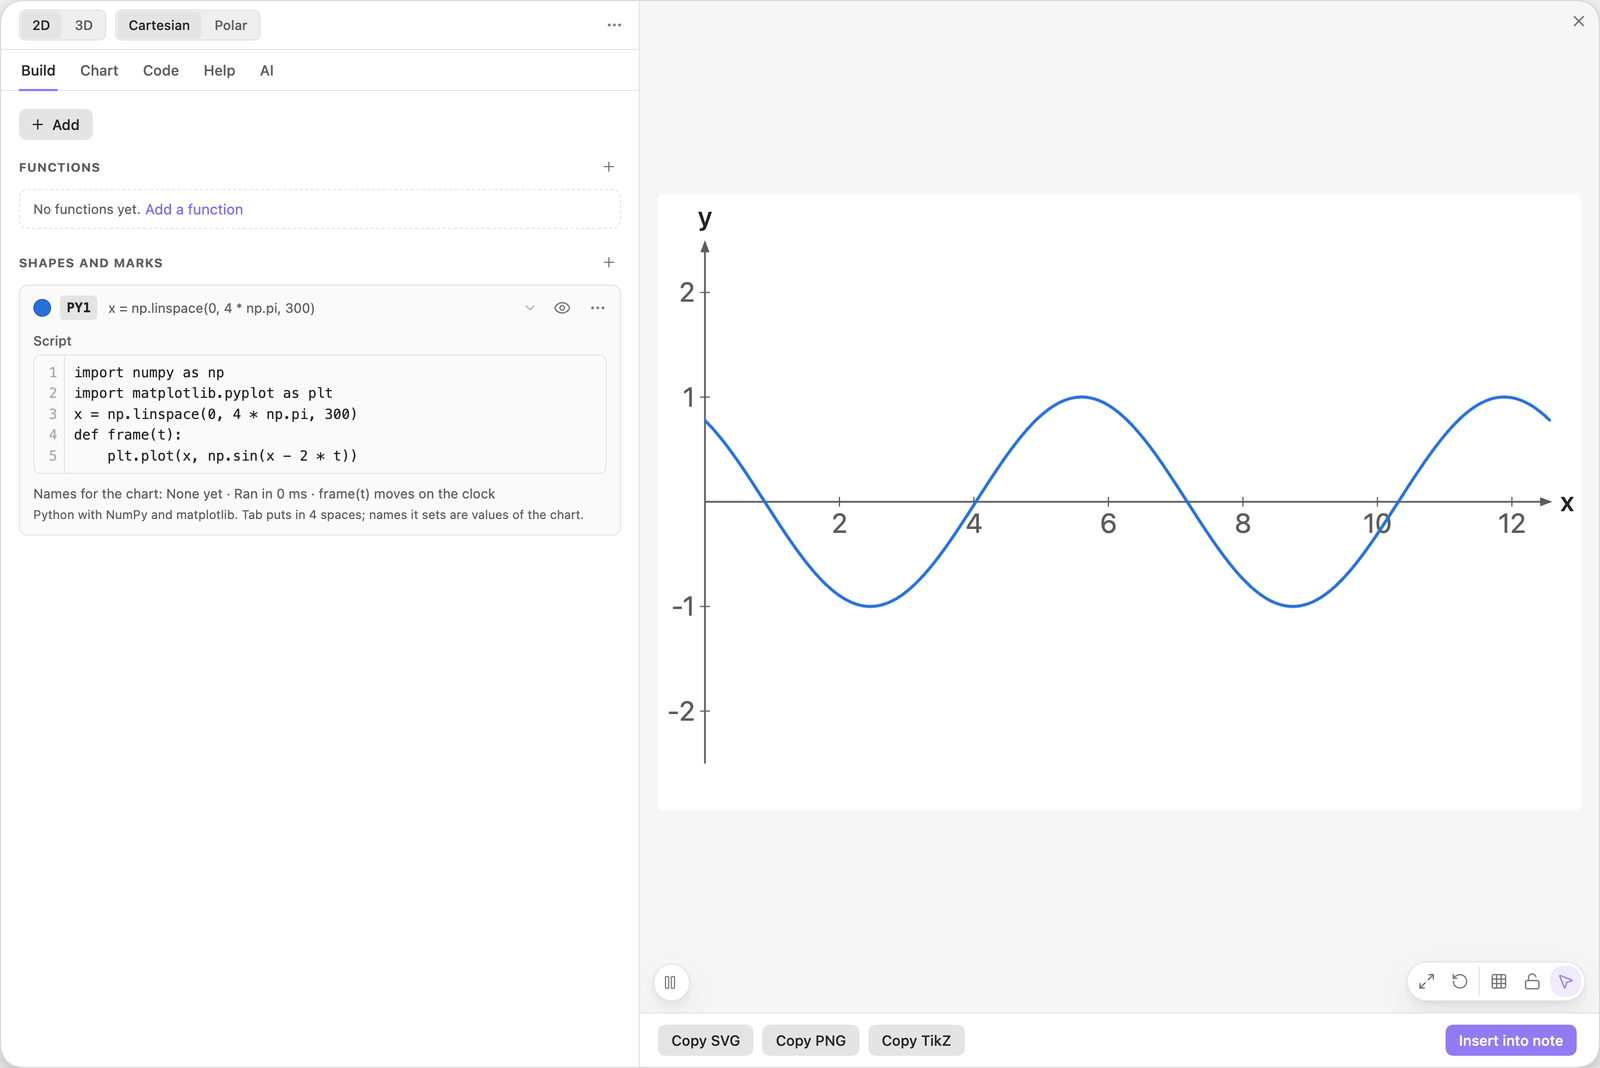 2D 3D Cartesian Polar
Build Chart Code Help AI
+ Add
FUNCTIONS
No functions yet. Add a function
SHAPES AND MARKS
PY1 x = np.linspace(0, 4 * np.pi, 300)
Script
1 import numpy as np
2 import matplotlib.pyplot as plt
3 x = np.linspace(0, 4 * np.pi, 300)
4 def frame(t):
5     plt.plot(x, np.sin(x - 2 * t))
Names for the chart: None yet · Ran in 0 ms · frame(t) moves on the clock
Python with NumPy and matplotlib. Tab puts in 4 spaces; names it sets are values of the chart.
y
2
1
x
2 4 6 8 10 12
-1
-2
Copy SVG Copy PNG Copy TikZ Insert into note